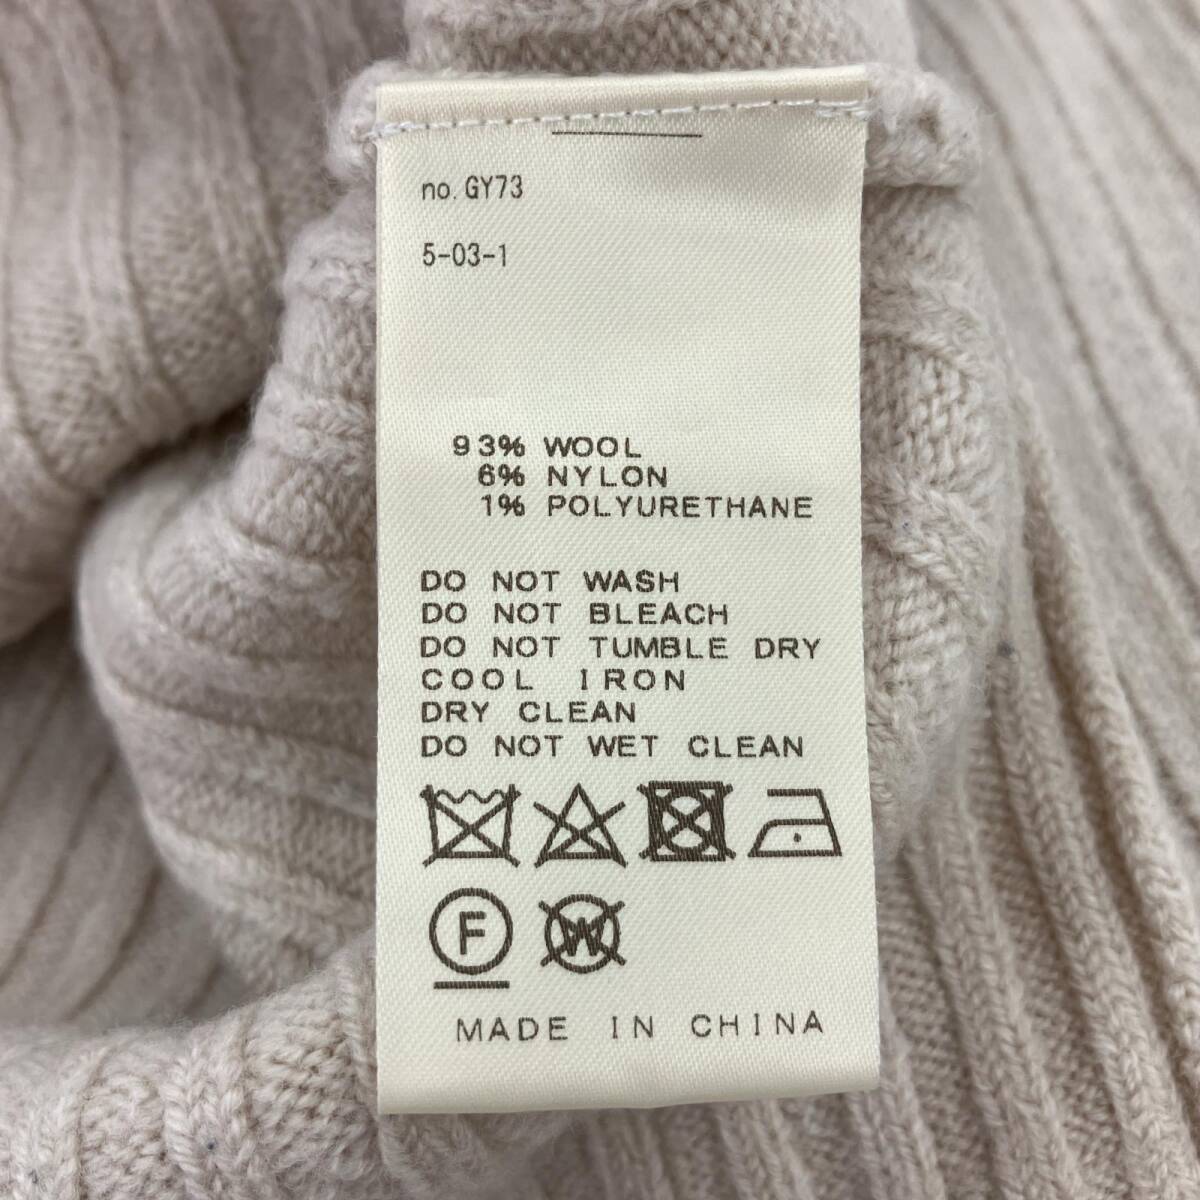 no. GY73
5-03-1
93% WOOL
6% NYLON
1% POLYURETHANE
DO NOT WASH
DO NOT BLEACH
DO NOT TUMBLE DRY
COOL IRON
DRY CLEAN
DO NOT WET CLEAN
F W
MADE IN CHINA